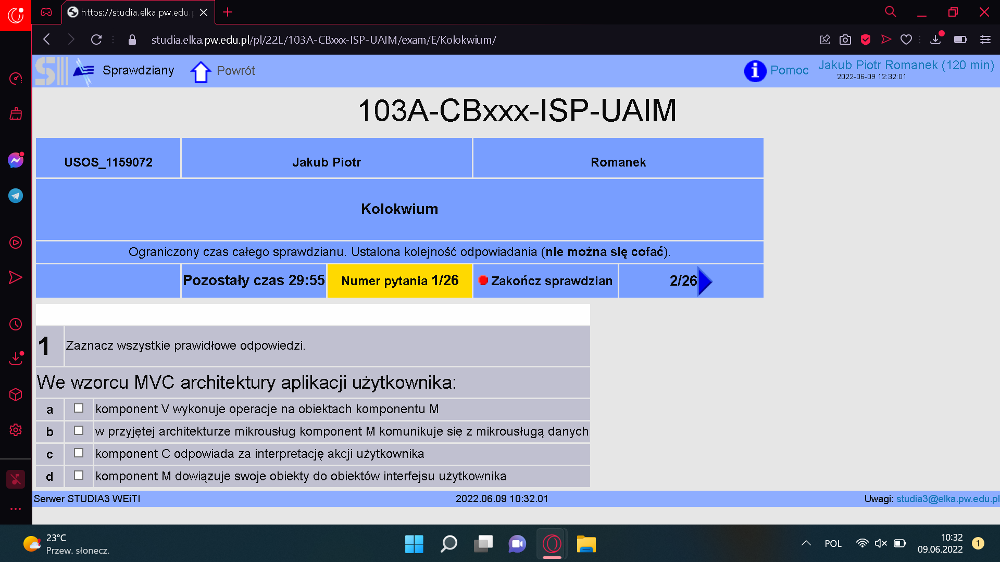 https://studia.elka.pw.edu.
studia.elka.pw.edu.pl/pl/22L/103A-CBxxx-ISP-UAIM/exam/E/Kolokwium/
Sprawdziany
Powrót
Pomoc
Jakub Piotr Romanek (120 min)
2022-06-09 12:32:01
103A-CBxxx-ISP-UAIM
USOS_1159072
Jakub Piotr
Romanek
Kolokwium
Ograniczony czas całego sprawdzianu. Ustalona kolejność odpowiadania (nie można się cofać).
Pozostały czas 29:55
Numer pytania 1/26
Zakończ sprawdzian
2/26
1 Zaznacz wszystkie prawidłowe odpowiedzi.
We wzorcu MVC architektury aplikacji użytkownika:
a komponent V wykonuje operacje na obiektach komponentu M
b w przyjętej architekturze mikrousług komponent M komunikuje się z mikrousługą danych
c komponent C odpowiada za interpretację akcji użytkownika
d komponent M dowiązuje swoje obiekty do obiektów interfejsu użytkownika
Serwer STUDIA3 WEiTI
2022.06.09 10:32.01
Uwagi: studia3@elka.pw.edu.pl
23°C
Przew. słonecz.
POL
10:32
09.06.2022
1